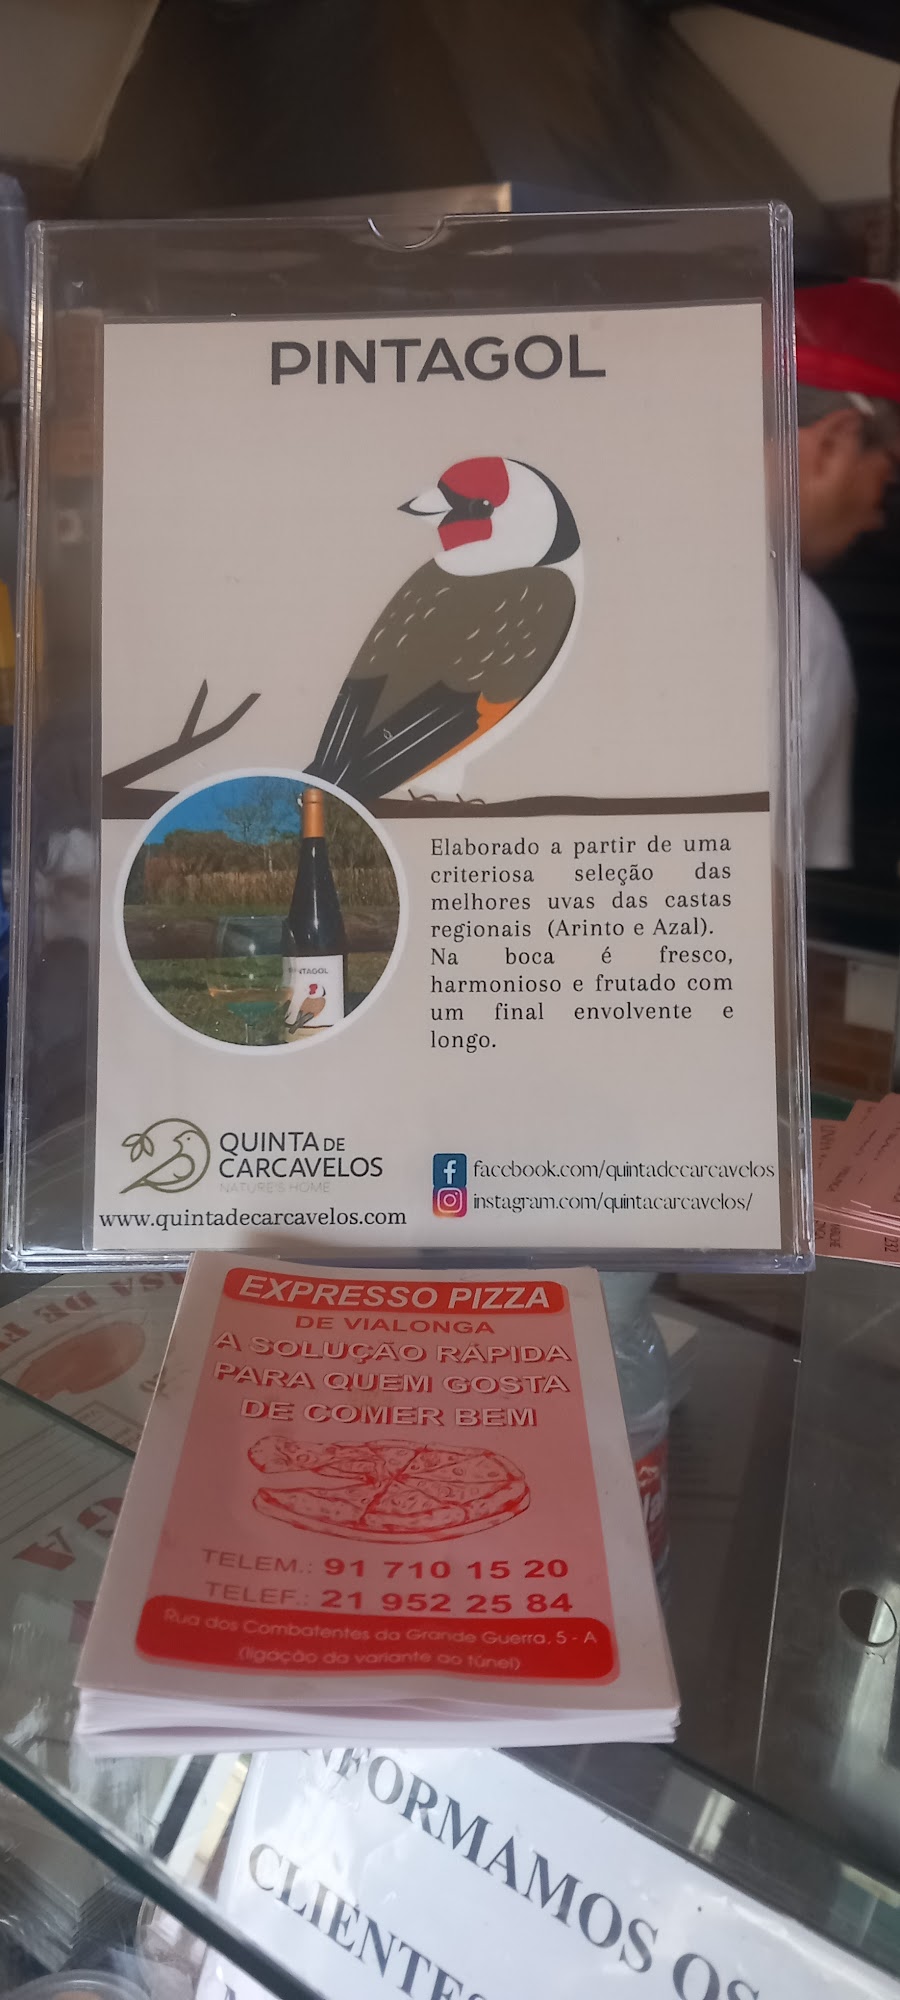 PINTAGOL
Elaborado a partir de uma
criteriosa seleção das
melhores uvas das castas
regionais (Arinto e Azal).
Na boca é fresco,
harmonioso e frutado com
um final envolvente e
longo.
PINTAGOL
QUINTA DE
CARCAVELOS
NATURE'S HOME
www.quintadecarcavelos.com
facebook.com/quintadecarcavelos
instagram.com/quintacarcavelos/
EXPRESSO PIZZA
DE VIALONGA
A SOLUÇÃO RÁPIDA
PARA QUEM GOSTA
DE COMER BEM
TELEM.: 91 710 15 20
TELEF.: 21 952 25 84
Rua dos Combatentes da Grande Guerra, 5 - A
(ligação da variante ao túnel)
232
NFORMAMOS OS
CLIENTES